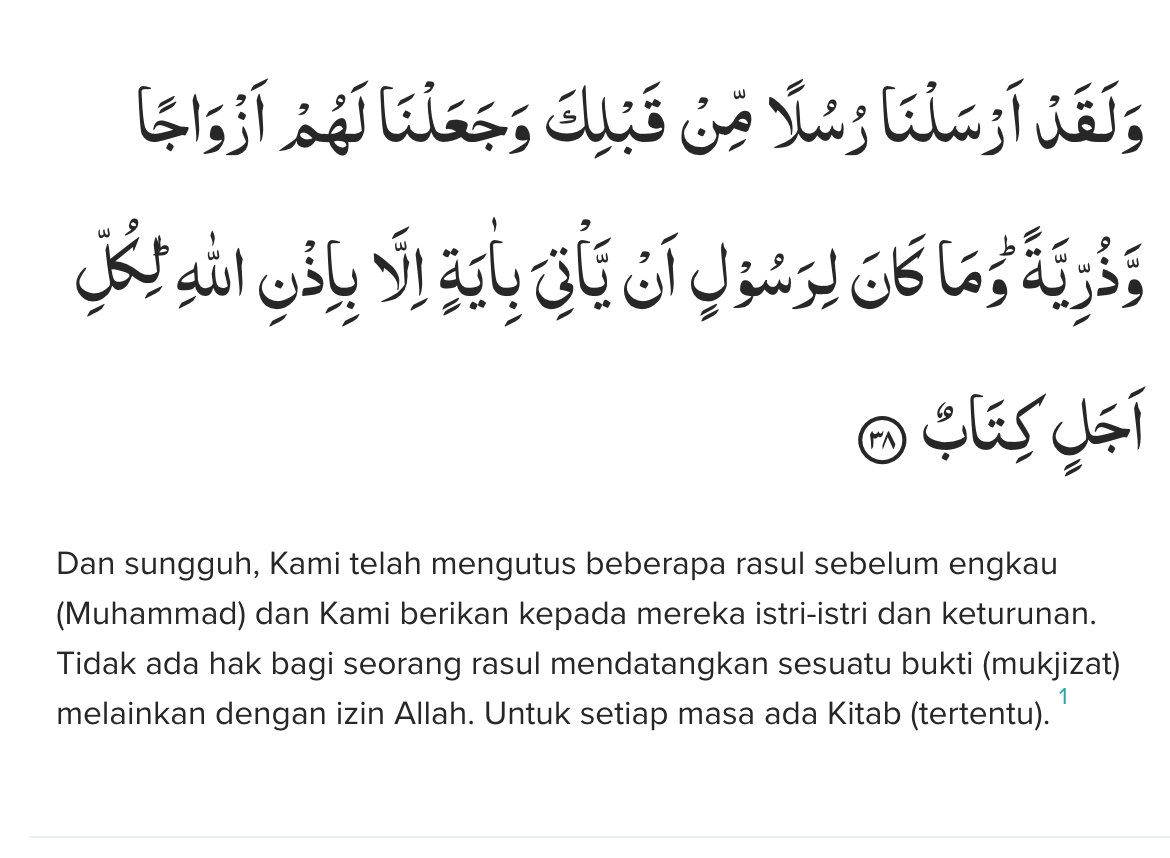 وَلَقَدْ اَرْسَلْنَا رُسُلًا مِّنْ قَبْلِكَ وَجَعَلْنَا لَهُمْ اَزْوَاجًا
وَّذُرِّيَّةً ۗوَمَا كَانَ لِرَسُوْلٍ اَنْ يَّأْتِيَ بِاٰيَةٍ اِلَّا بِاِذْنِ اللّٰهِ ۗلِكُلِّ
اَجَلٍ كِتَابٌ ٣٨
Dan sungguh, Kami telah mengutus beberapa rasul sebelum engkau
(Muhammad) dan Kami berikan kepada mereka istri-istri dan keturunan.
Tidak ada hak bagi seorang rasul mendatangkan sesuatu bukti (mukjizat)
melainkan dengan izin Allah. Untuk setiap masa ada Kitab (tertentu). 1